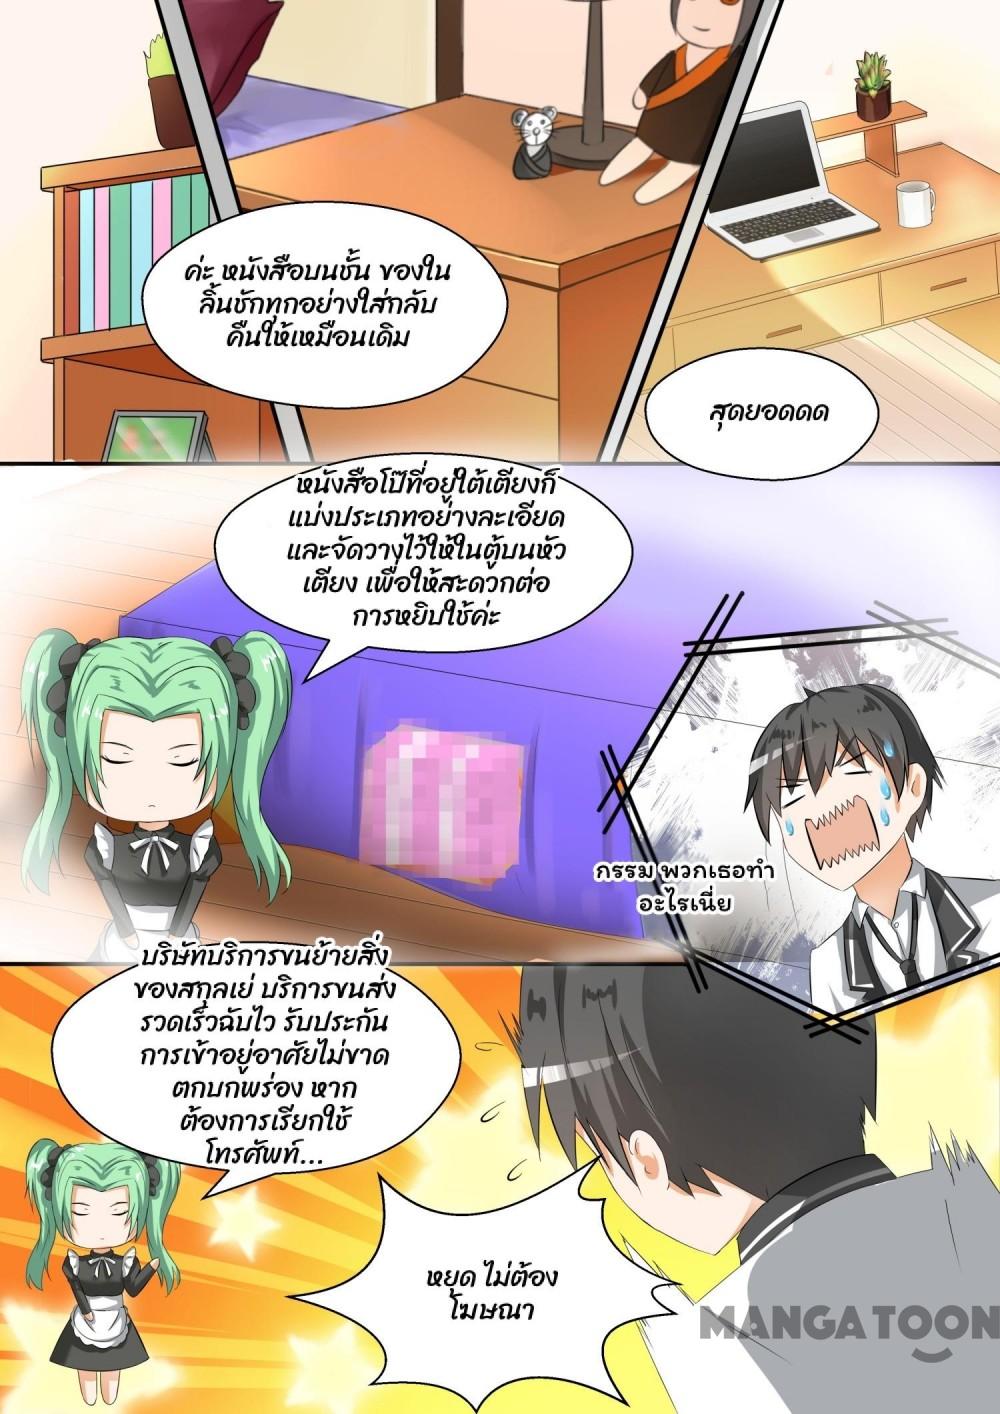 ค่ะ หนังสือบนชั้น ของใน
ลิ้นชักทุกอย่างใส่กลับ
คืนให้เหมือนเดิม
สุดยอดดด
หนังสือโป๊ที่อยู่ใต้เตียงก็
แบ่งประเภทอย่างละเอียด
และจัดวางไว้ให้ในตู้บนหัว
เตียง เพื่อให้สะดวกต่อ
การหยิบใช้ค่ะ
กรรม พวกเธอทำ
อะไรเนี่ย
บริษัทบริการขนย้ายสิ่ง
ของสกุลเย่ บริการขนส่ง
รวดเร็วฉับไว รับประกัน
การเข้าอยู่อาศัยไม่ขาด
ตกบกพร่อง หาก
ต้องการเรียกใช้
โทรศัพท์...
หยุด ไม่ต้อง
โฆษณา
MANGATOON